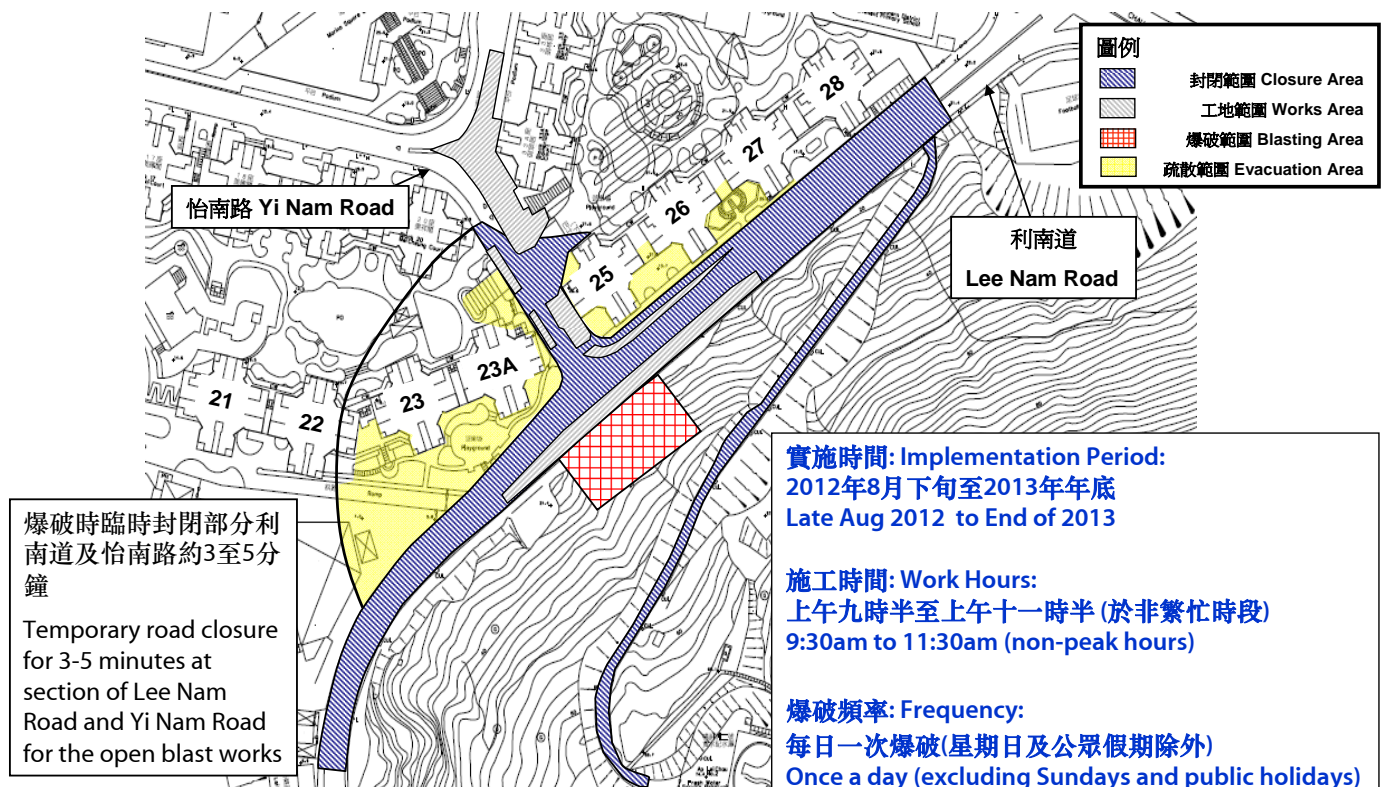 圖例
封閉範圍 Closure Area
工地範圍 Works Area
爆破範圍 Blasting Area
疏散範圍 Evacuation Area
怡南路 Yi Nam Road
利南道
Lee Nam Road
28
27
26
25
23A
23
22
21
Playground
Playground
Ramp
Podium
爆破時臨時封閉部分利
南道及怡南路約3至5分
鐘
Temporary road closure
for 3-5 minutes at
section of Lee Nam
Road and Yi Nam Road
for the open blast works
實施時間: Implementation Period:
2012年8月下旬至2013年年底
Late Aug 2012 to End of 2013
施工時間: Work Hours:
上午九時半至上午十一時半 (於非繁忙時段)
9:30am to 11:30am (non-peak hours)
爆破頻率: Frequency:
每日一次爆破(星期日及公眾假期除外)
Once a day (excluding Sundays and public holidays)